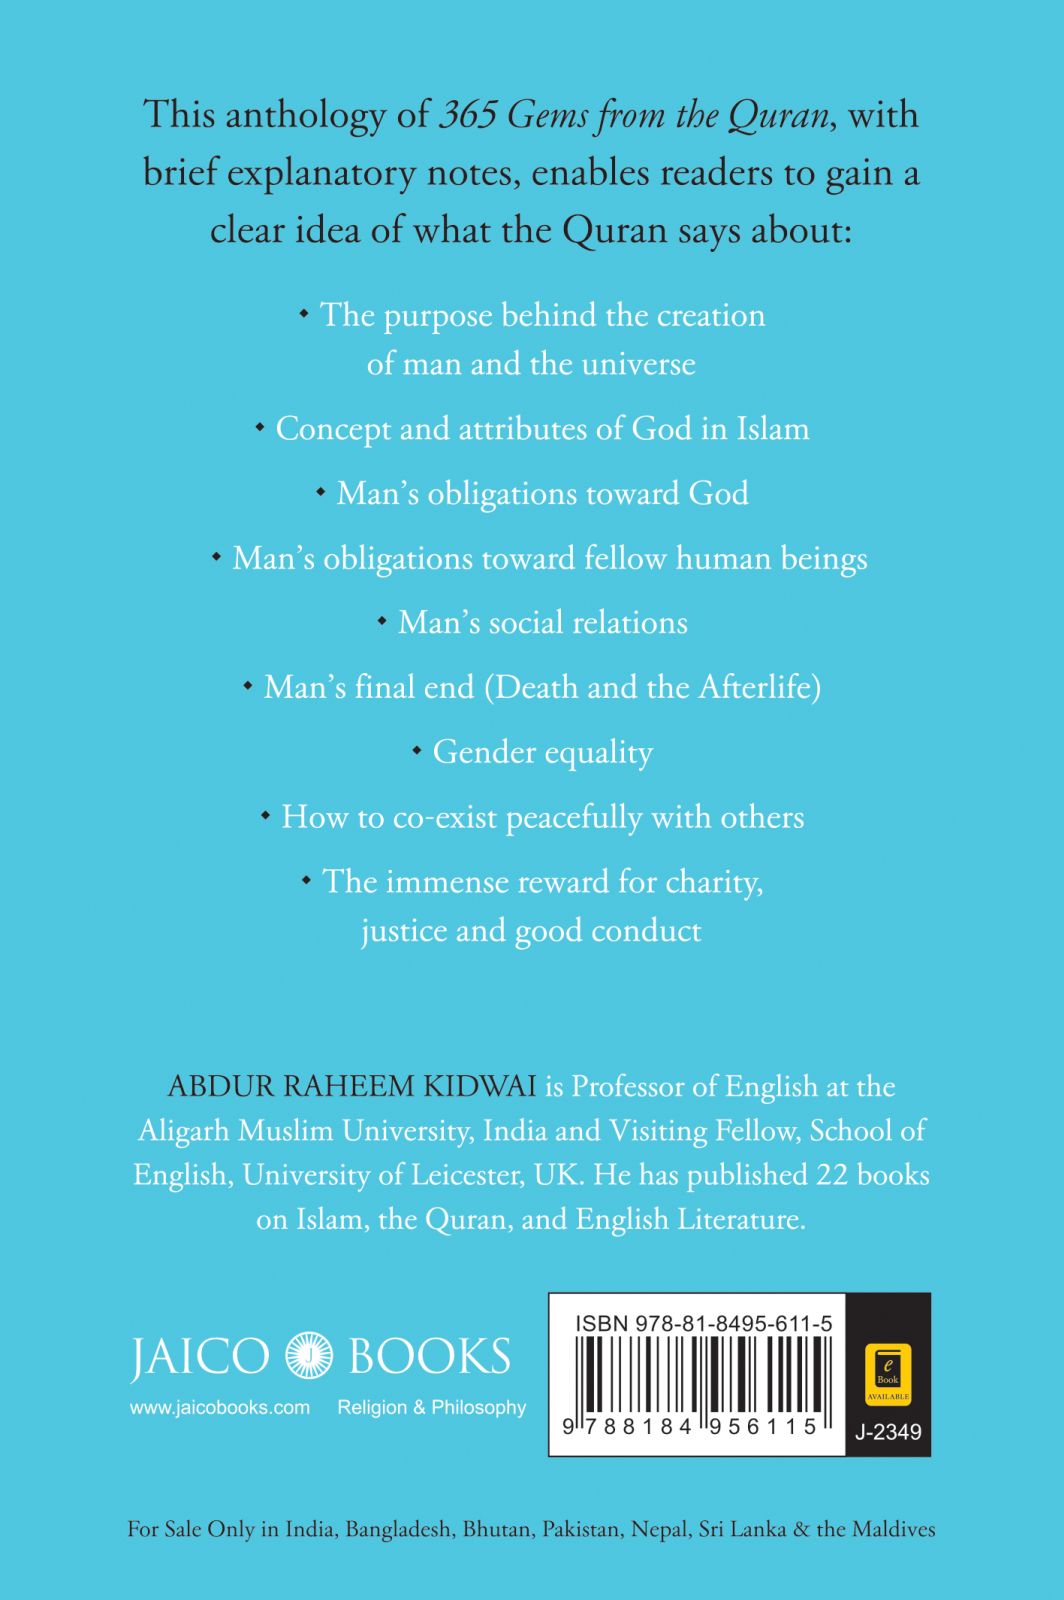 This anthology of 365 Gems from the Quran, with
brief explanatory notes, enables readers to gain a
clear idea of what the Quran says about:
◆ The purpose behind the creation
of man and the universe
◆ Concept and attributes of God in Islam
◆ Man’s obligations toward God
◆ Man’s obligations toward fellow human beings
◆ Man’s social relations
◆ Man’s final end (Death and the Afterlife)
◆ Gender equality
◆ How to co-exist peacefully with others
◆ The immense reward for charity,
justice and good conduct
ABDUR RAHEEM KIDWAI is Professor of English at the
Aligarh Muslim University, India and Visiting Fellow, School of
English, University of Leicester, UK. He has published 22 books
on Islam, the Quran, and English Literature.
JAICO J BOOKS
www.jaicobooks.com Religion & Philosophy
ISBN 978-81-8495-611-5
9 788184 956115
e
Book
AVAILABLE
J-2349
For Sale Only in India, Bangladesh, Bhutan, Pakistan, Nepal, Sri Lanka & the Maldives